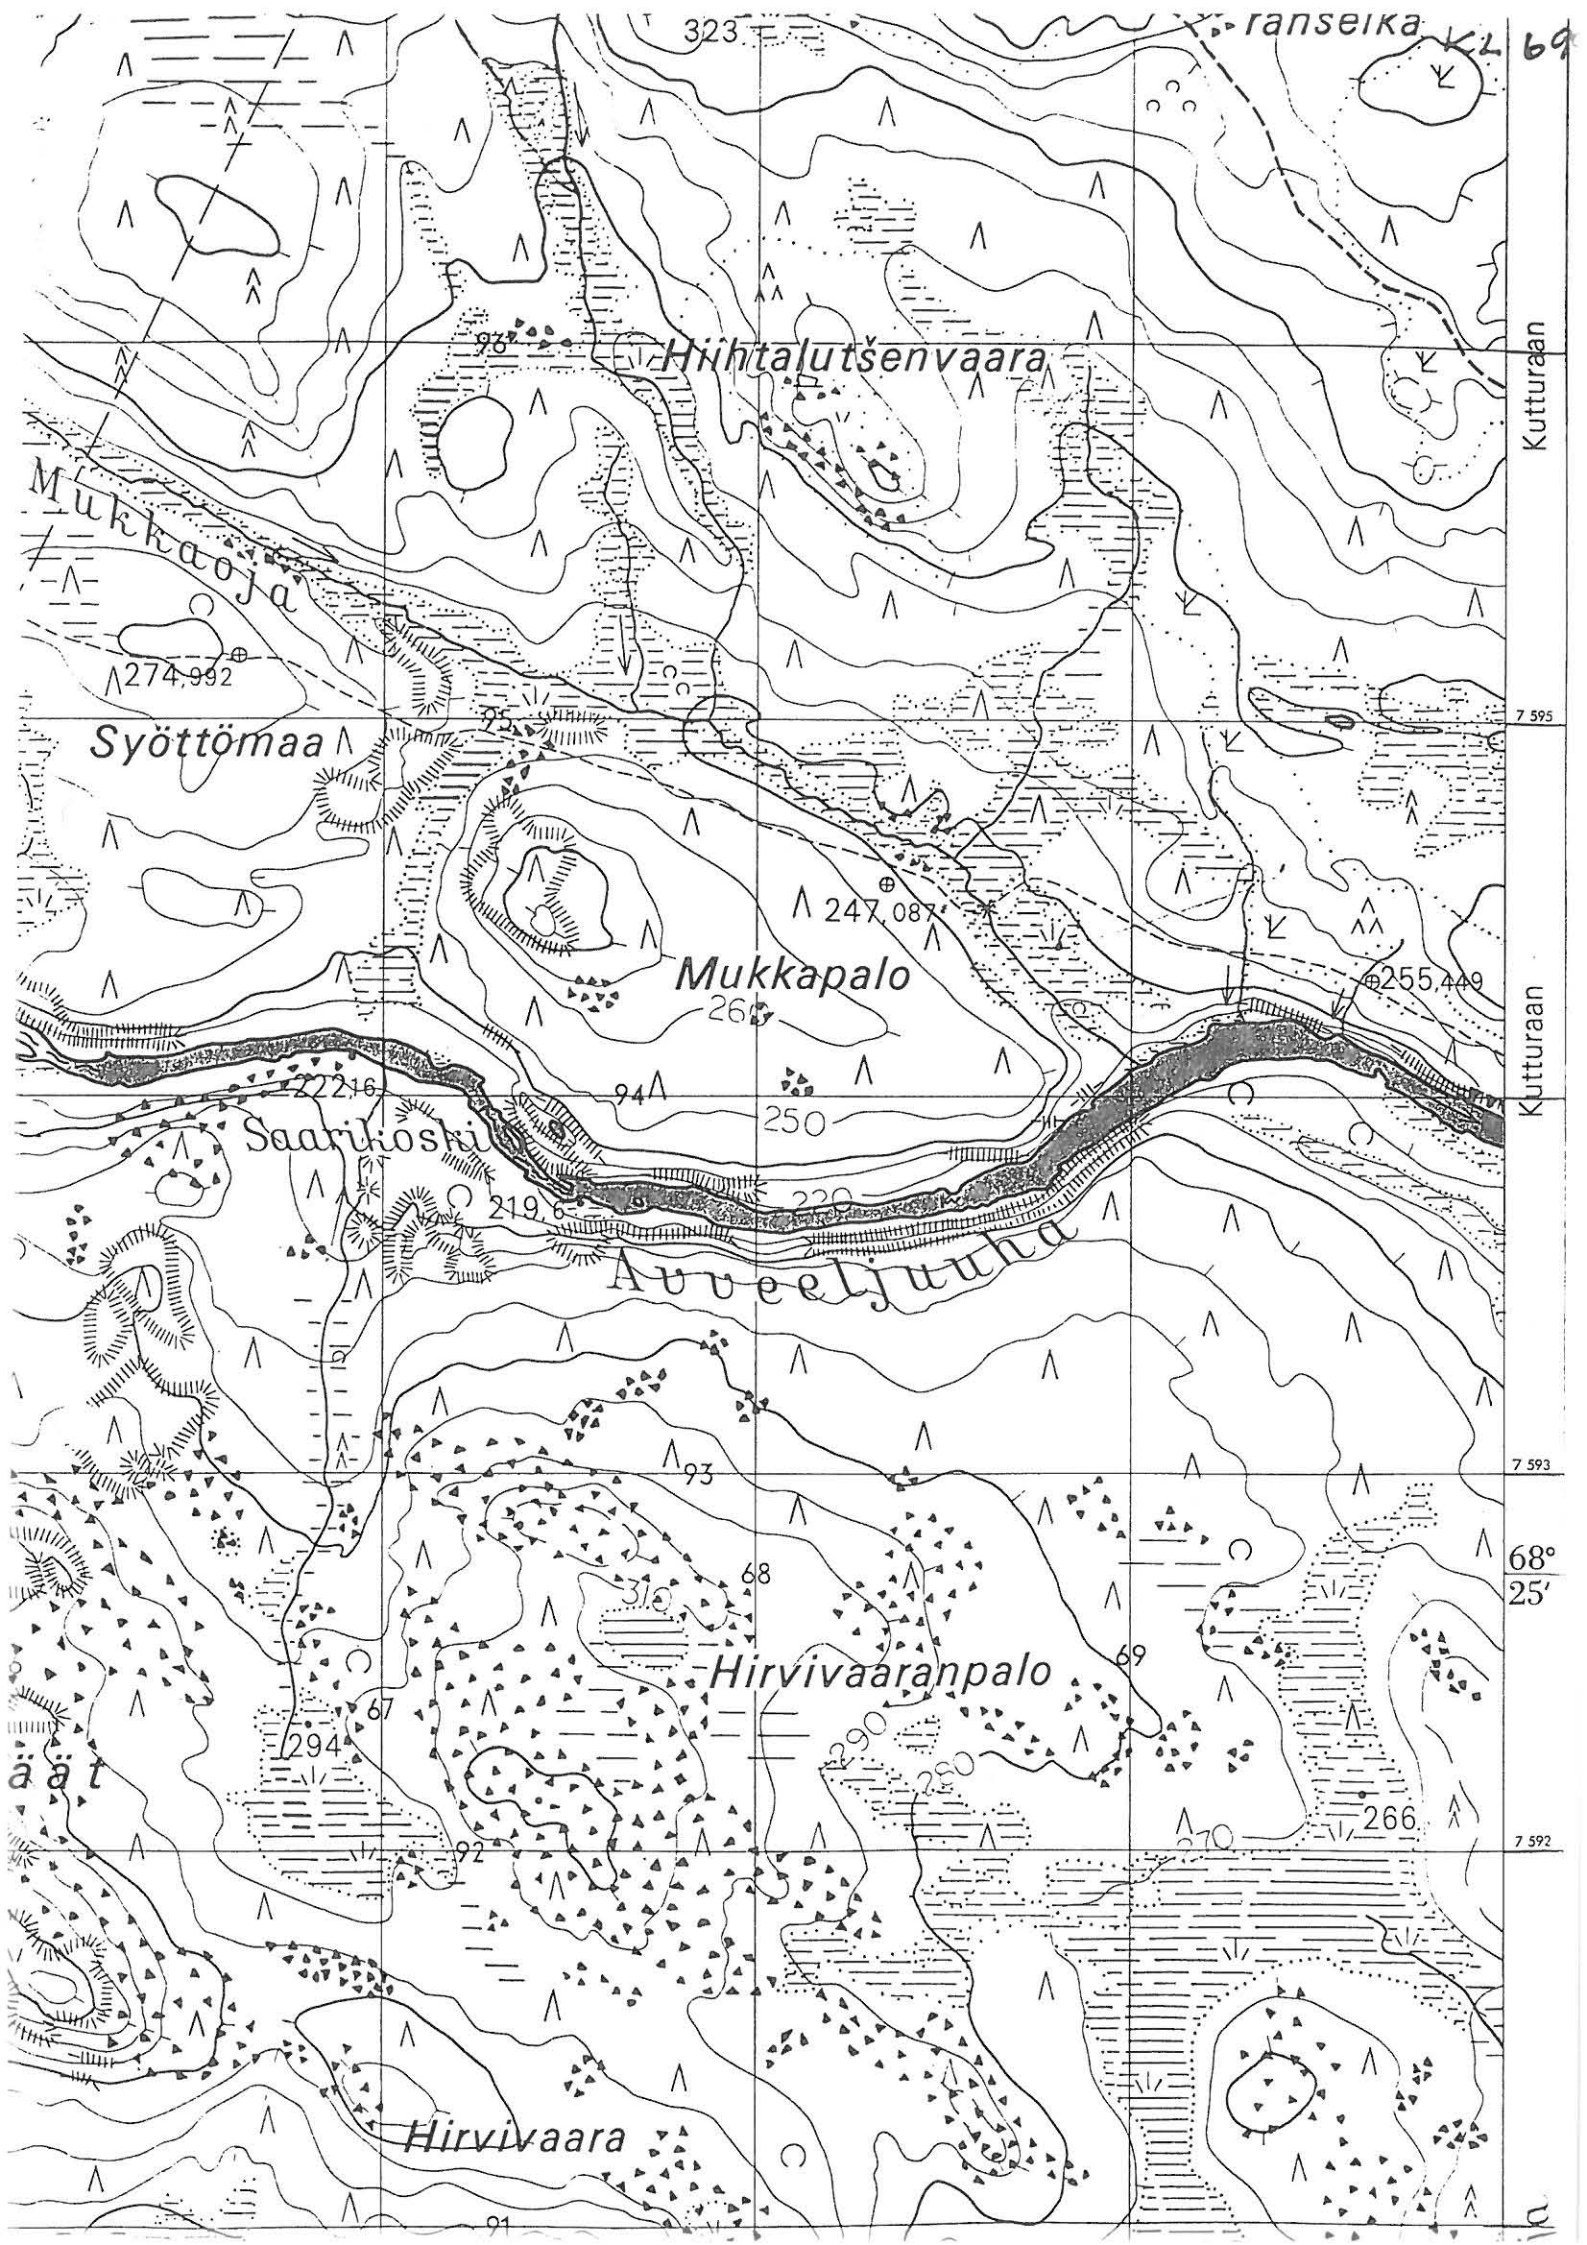 323
ränselkä
KL 69
96
Hiihtalutšenvaara
Kutturaan
Mukkaoja
274,992
Syöttömaa
95
7 595
247,087
Mukkapalo
260
255,449
Kutturaan
222,16
94
250
Saarikoski
219,6
220
Avveeljuuha
93
7 593
68
68°
25′
310
Hirvivaaranpalo
69
67
294
290
280
äät
266
270
92
7 592
Hirvivaara
91